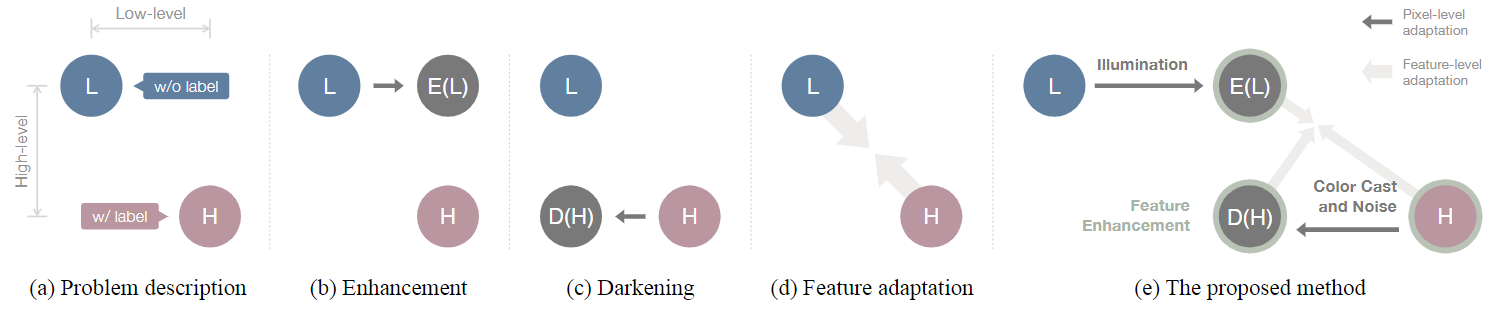 Low-level
High-level
L
w/o label
w/ label
H
(a) Problem description
L
E(L)
H
(b) Enhancement
L
D(H)
H
(c) Darkening
L
H
(d) Feature adaptation
Pixel-level
adaptation
Feature-level
adaptation
L
Illumination
E(L)
Feature
Enhancement
D(H)
Color Cast
and Noise
H
(e) The proposed method